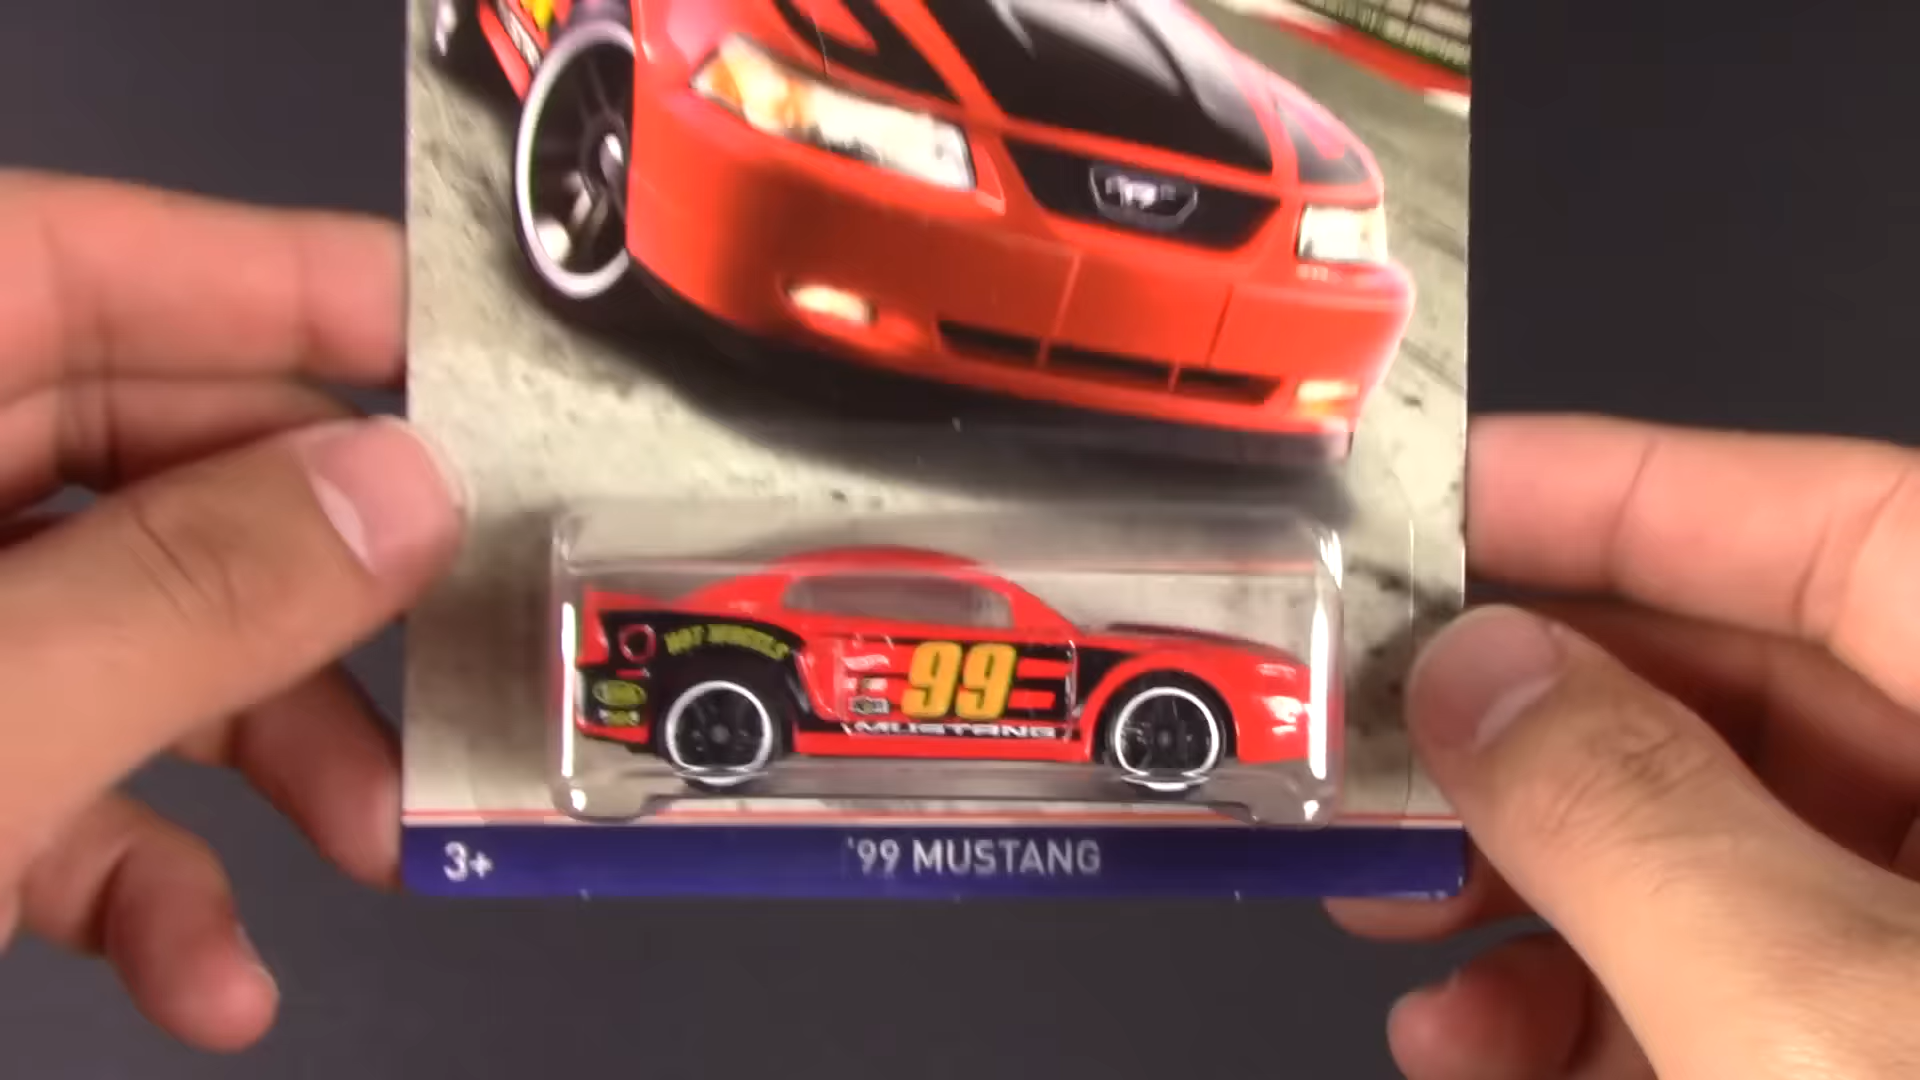 HOT WHEELS
99
MUSTANG
3+
'99 MUSTANG